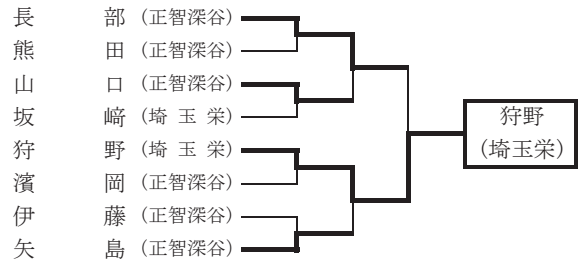 長　部（正智深谷）
熊　田（正智深谷）
山　口（正智深谷）
坂　﨑（埼 玉 栄）
狩　野（埼 玉 栄）
濱　岡（正智深谷）
伊　藤（正智深谷）
矢　島（正智深谷）
狩野
（埼玉栄）